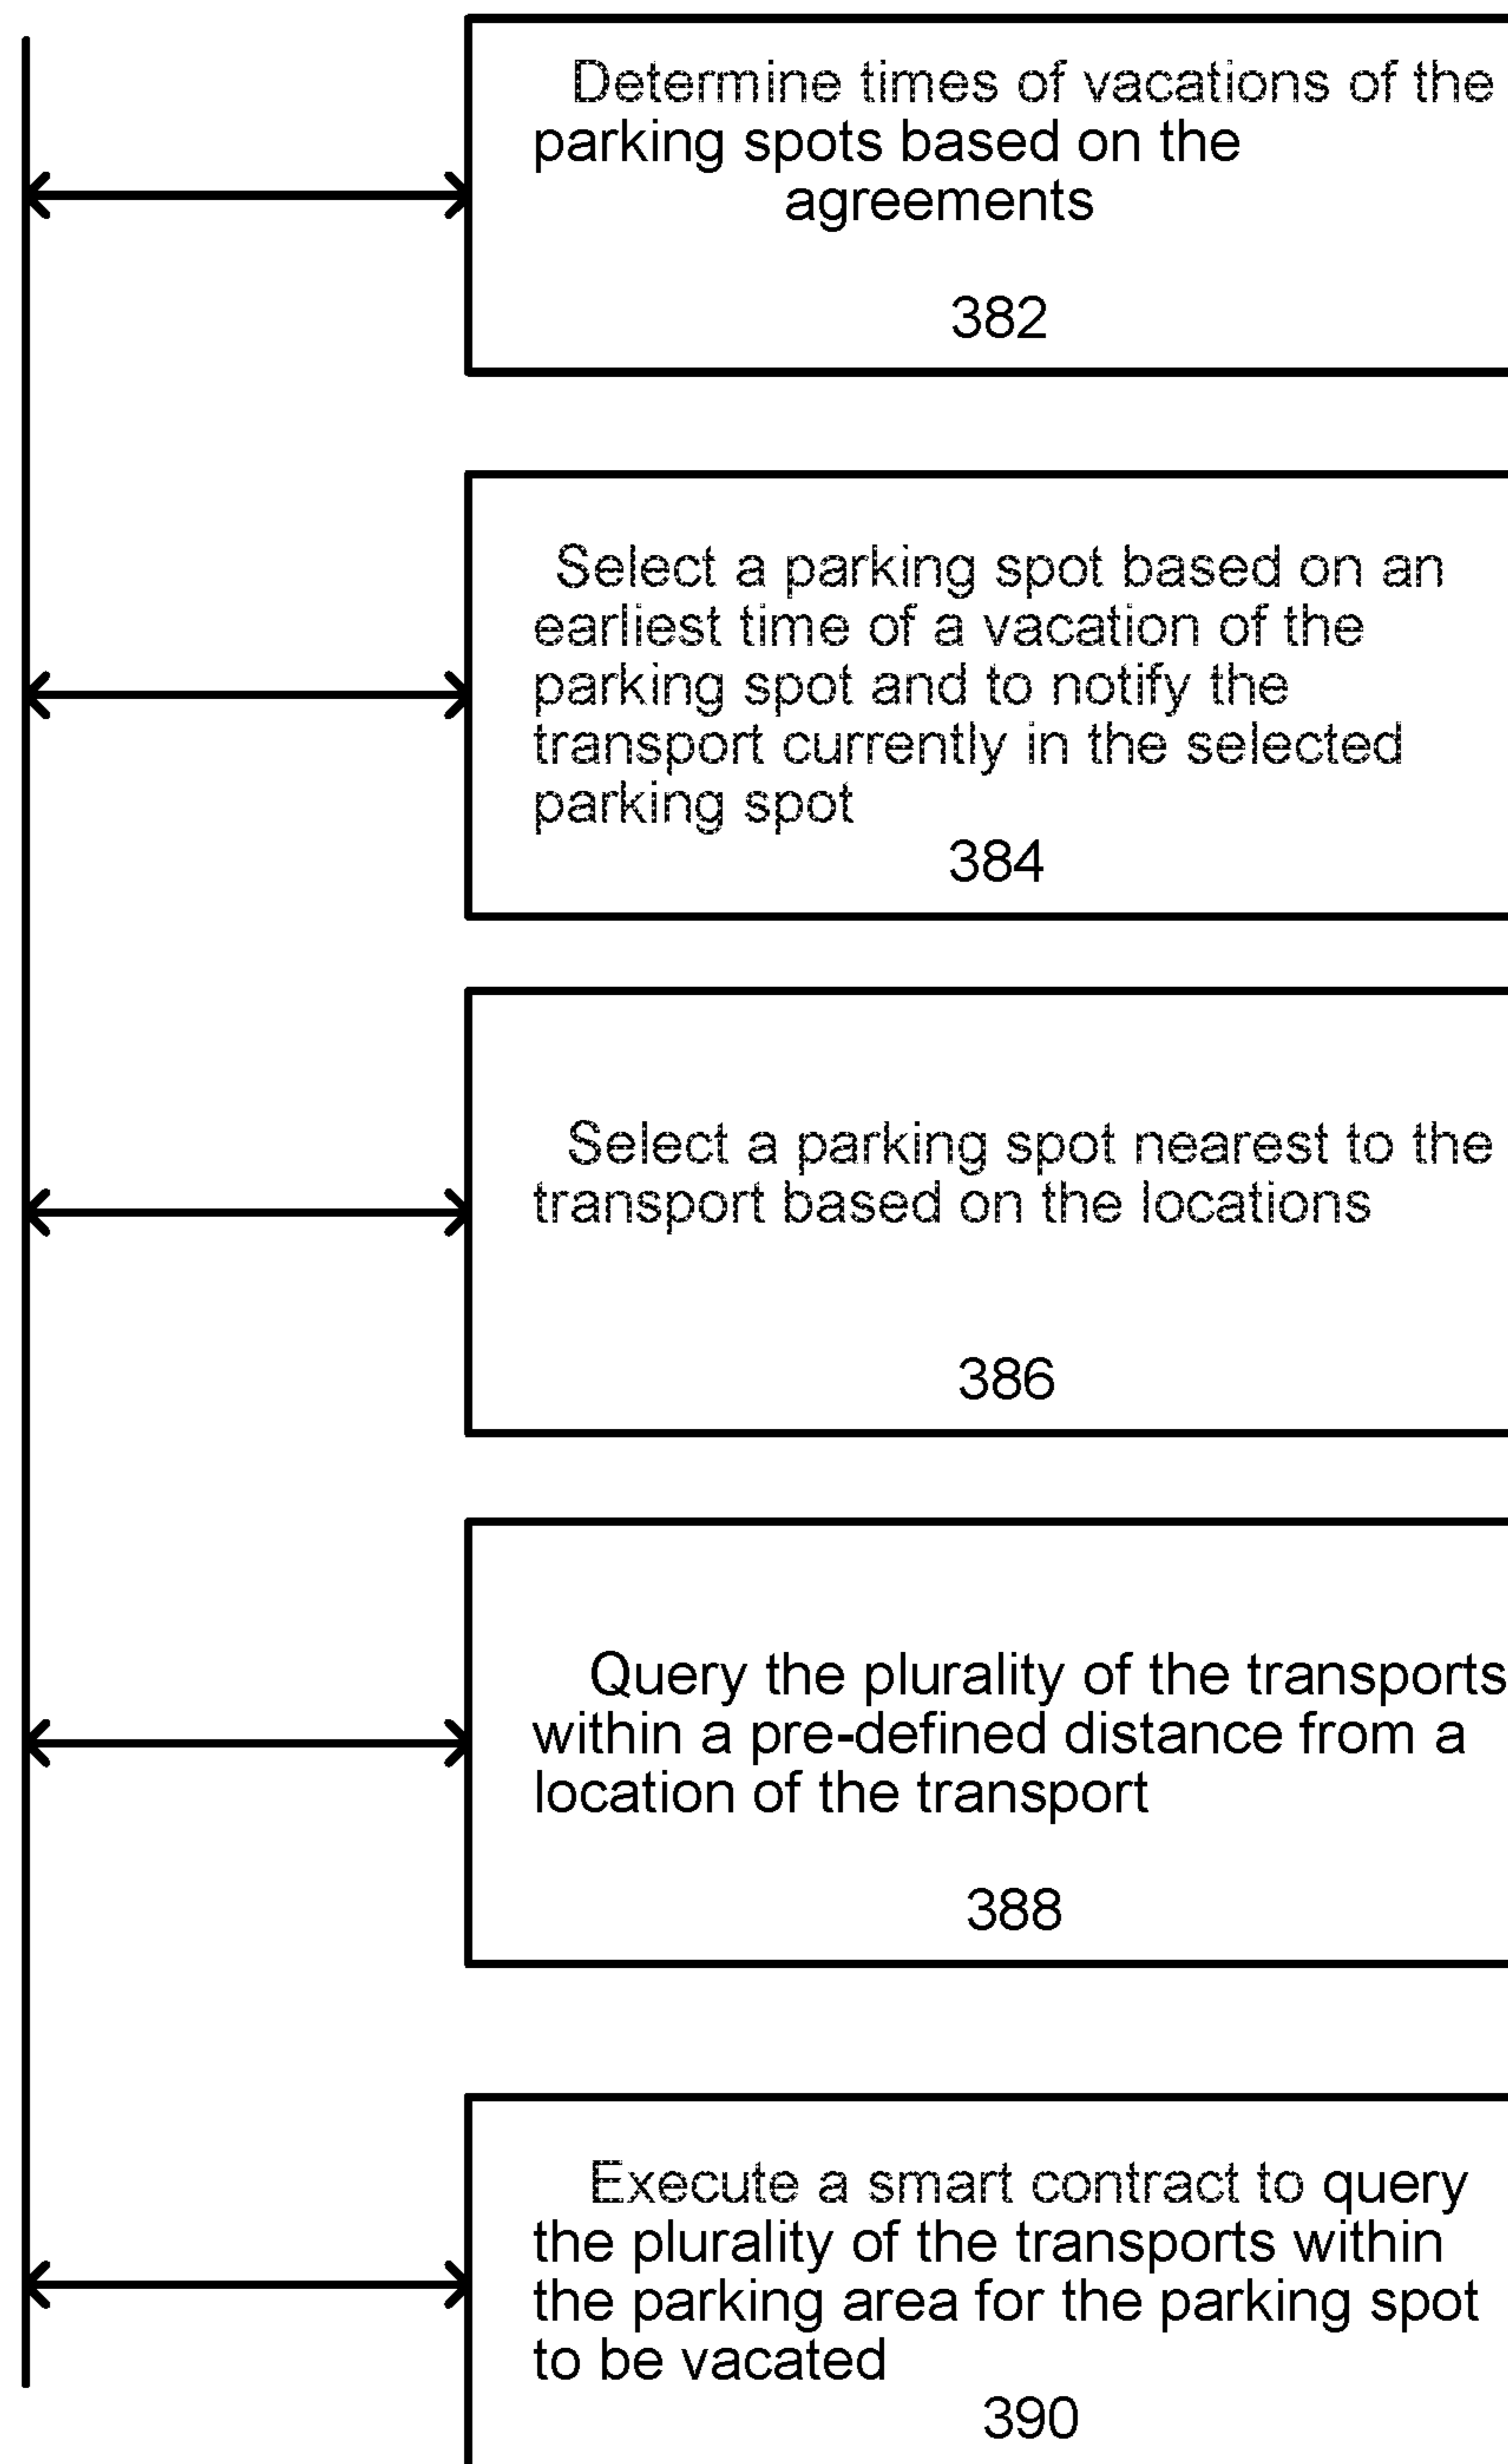 Determine times of vacations of the
parking spots based on the
agreements
382
Select a parking spot based on an
earliest time of a vacation of the
parking spot and to notify the
transport currently in the selected
parking spot
384
Select a parking spot nearest to the
transport based on the locations
386
Query the plurality of the transports
within a pre-defined distance from a
location of the transport
388
Execute a smart contract to query
the plurality of the transports within
the parking area for the parking spot
to be vacated
390